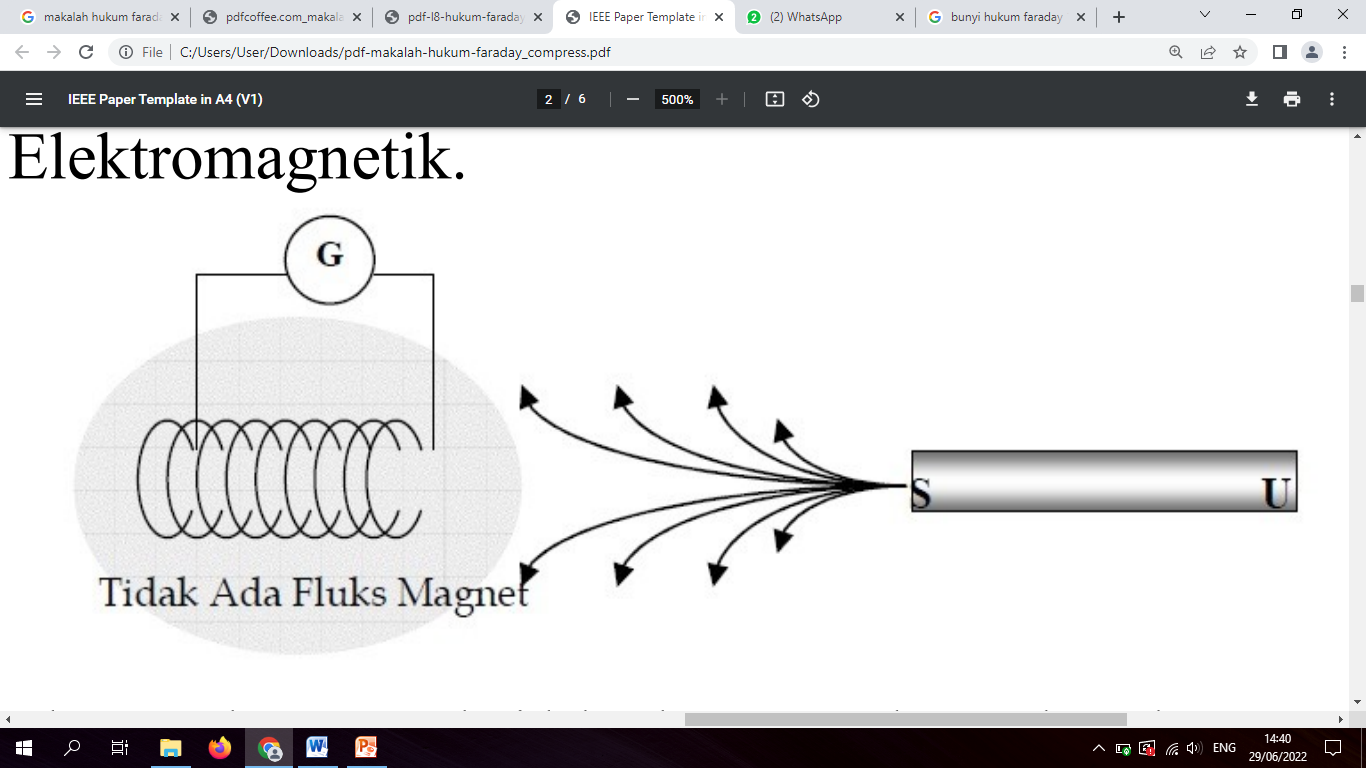 makalah hukum farada
pdfcoffee.com_makala
pdf-l8-hukum-faraday
IEEE Paper Template in
(2) WhatsApp
bunyi hukum faraday
File C:/Users/User/Downloads/pdf-makalah-hukum-faraday_compress.pdf
IEEE Paper Template in A4 (V1) 2 / 6 500%
Elektromagnetik.
G
S U
Tidak Ada Fluks Magnet
ENG 14:40
29/06/2022